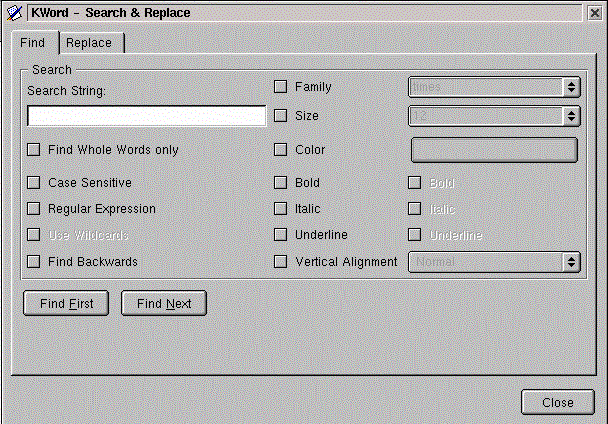 KWord - Search & Replace
Find Replace
Search
Search String:
Family times
Size 12
Find Whole Words only
Color
Case Sensitive
Bold Bold
Regular Expression
Italic Italic
Use Wildcards
Underline Underline
Find Backwards
Vertical Alignment Normal
Find First Find Next
Close